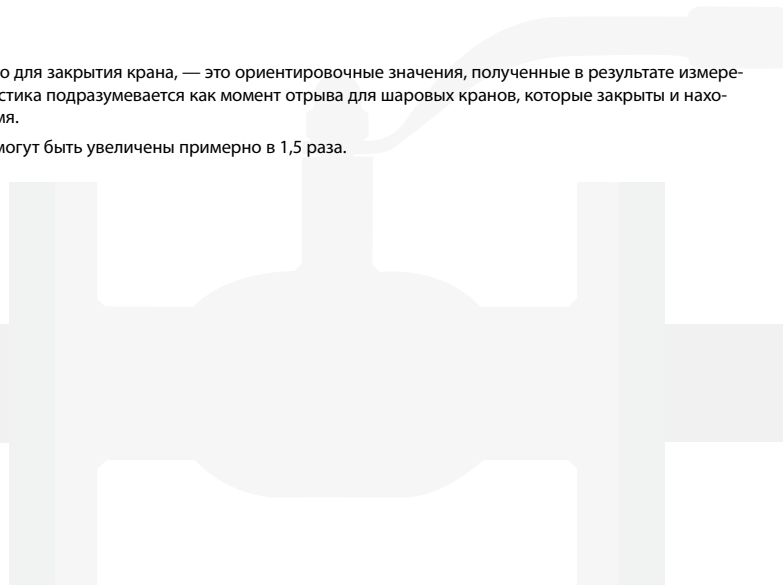 о для закрытия крана, — это ориентировочные значения, полученные в результате измере-
стика подразумевается как момент отрыва для шаровых кранов, которые закрыты и нахо-
мя.
могут быть увеличены примерно в 1,5 раза.